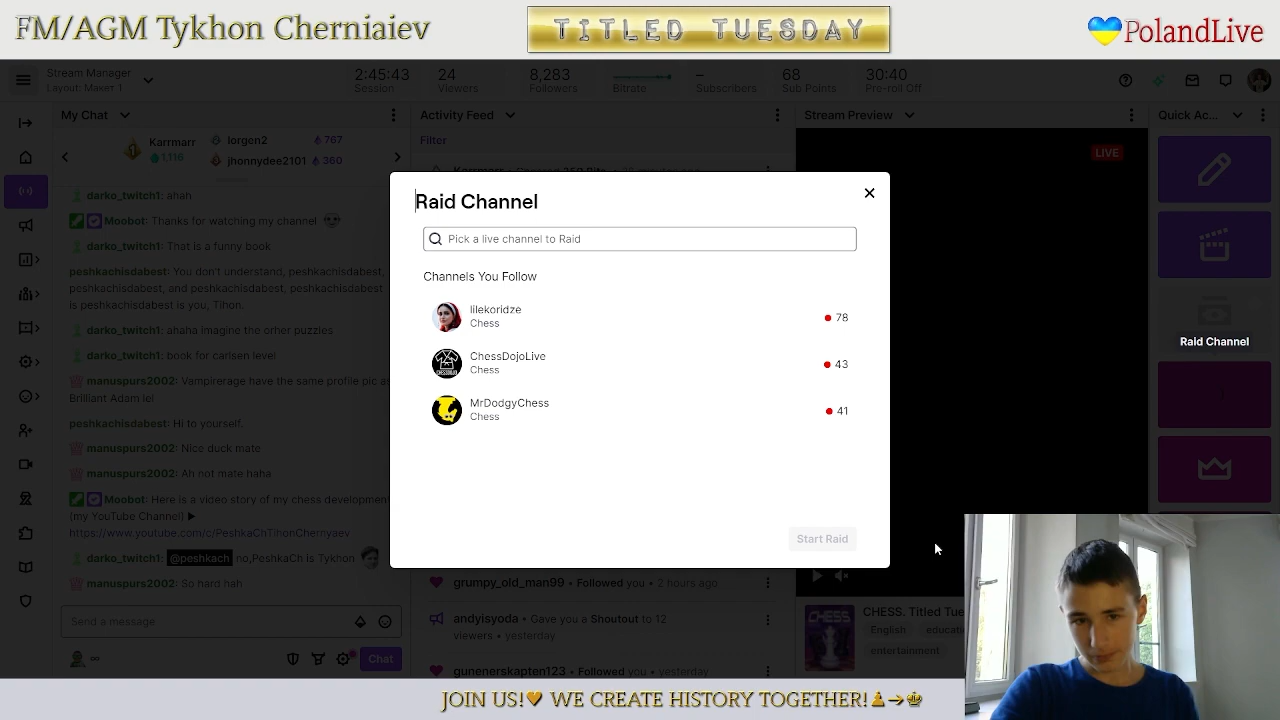 FM/AGM Tykhon Cherniaiev
TITLED TUESDAY
PolandLive
Stream Manager
Layout: Макет 1
2:45:43
Session
24
Viewers
8,283
Followers
Bitrate
–
Subscribers
68
Sub Points
30:40
Pre-roll Off
My Chat
Karrmarr
1,116
lorgen2
767
jhonnydee2101
360
darko_twitch1: ahah
Moobot: Thanks for watching my channel
darko_twitch1: That is a funny book
peshkachisdabest: You don't understand, peshkachisdabest,
peshkachisdabest, and peshkachisdabest, peshkachisdabest
is peshkachisdabest is you, Tihon.
darko_twitch1: ahaha imagine the orher puzzles
darko_twitch1: book for carlsen level
manuspurs2002: Vampirerage have the same profile pic as
Brilliant Adam lel
peshkachisdabest: Hi to yourself.
manuspurs2002: Nice duck mate
manuspurs2002: Ah not mate haha
Moobot: Here is a video story of my chess development
(my YouTube Channel) ►
https://www.youtube.com/c/PeshkaChTihonChernyaev
darko_twitch1: @peshkach no,PeshkaCh is Tykhon
manuspurs2002: So hard hah
Send a message
∞
Chat
Activity Feed
Filter
Raid Channel
Pick a live channel to Raid
Channels You Follow
lilekoridze
Chess
78
ChessDojoLive
Chess
43
MrDodgyChess
Chess
41
Start Raid
grumpy_old_man99 • Followed you • 2 hours ago
andyisyoda • Gave you a Shoutout to 12
viewers • yesterday
gunenerskapten123 • Followed you • yesterday
Stream Preview
LIVE
CHESS
CHESS. Titled Tue
English
educati
entertainment
Quick Ac...
Raid Channel
JOIN US!🧡 WE CREATE HISTORY TOGETHER!♟→♚